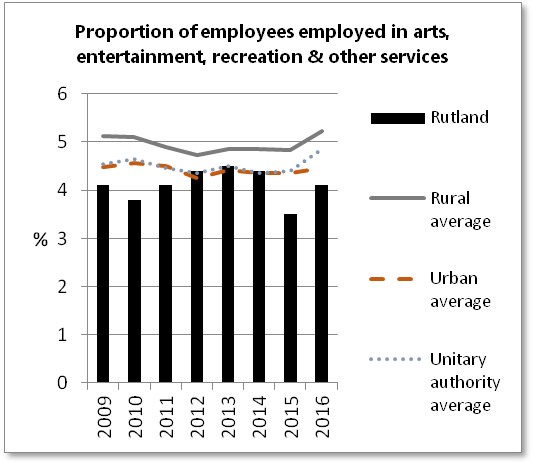 Proportion of employees employed in arts,
entertainment, recreation & other services
6
5
4
3
2
1
0
%
2009
2010
2011
2012
2013
2014
2015
2016
Rutland
Rural
average
Urban
average
Unitary
authority
average